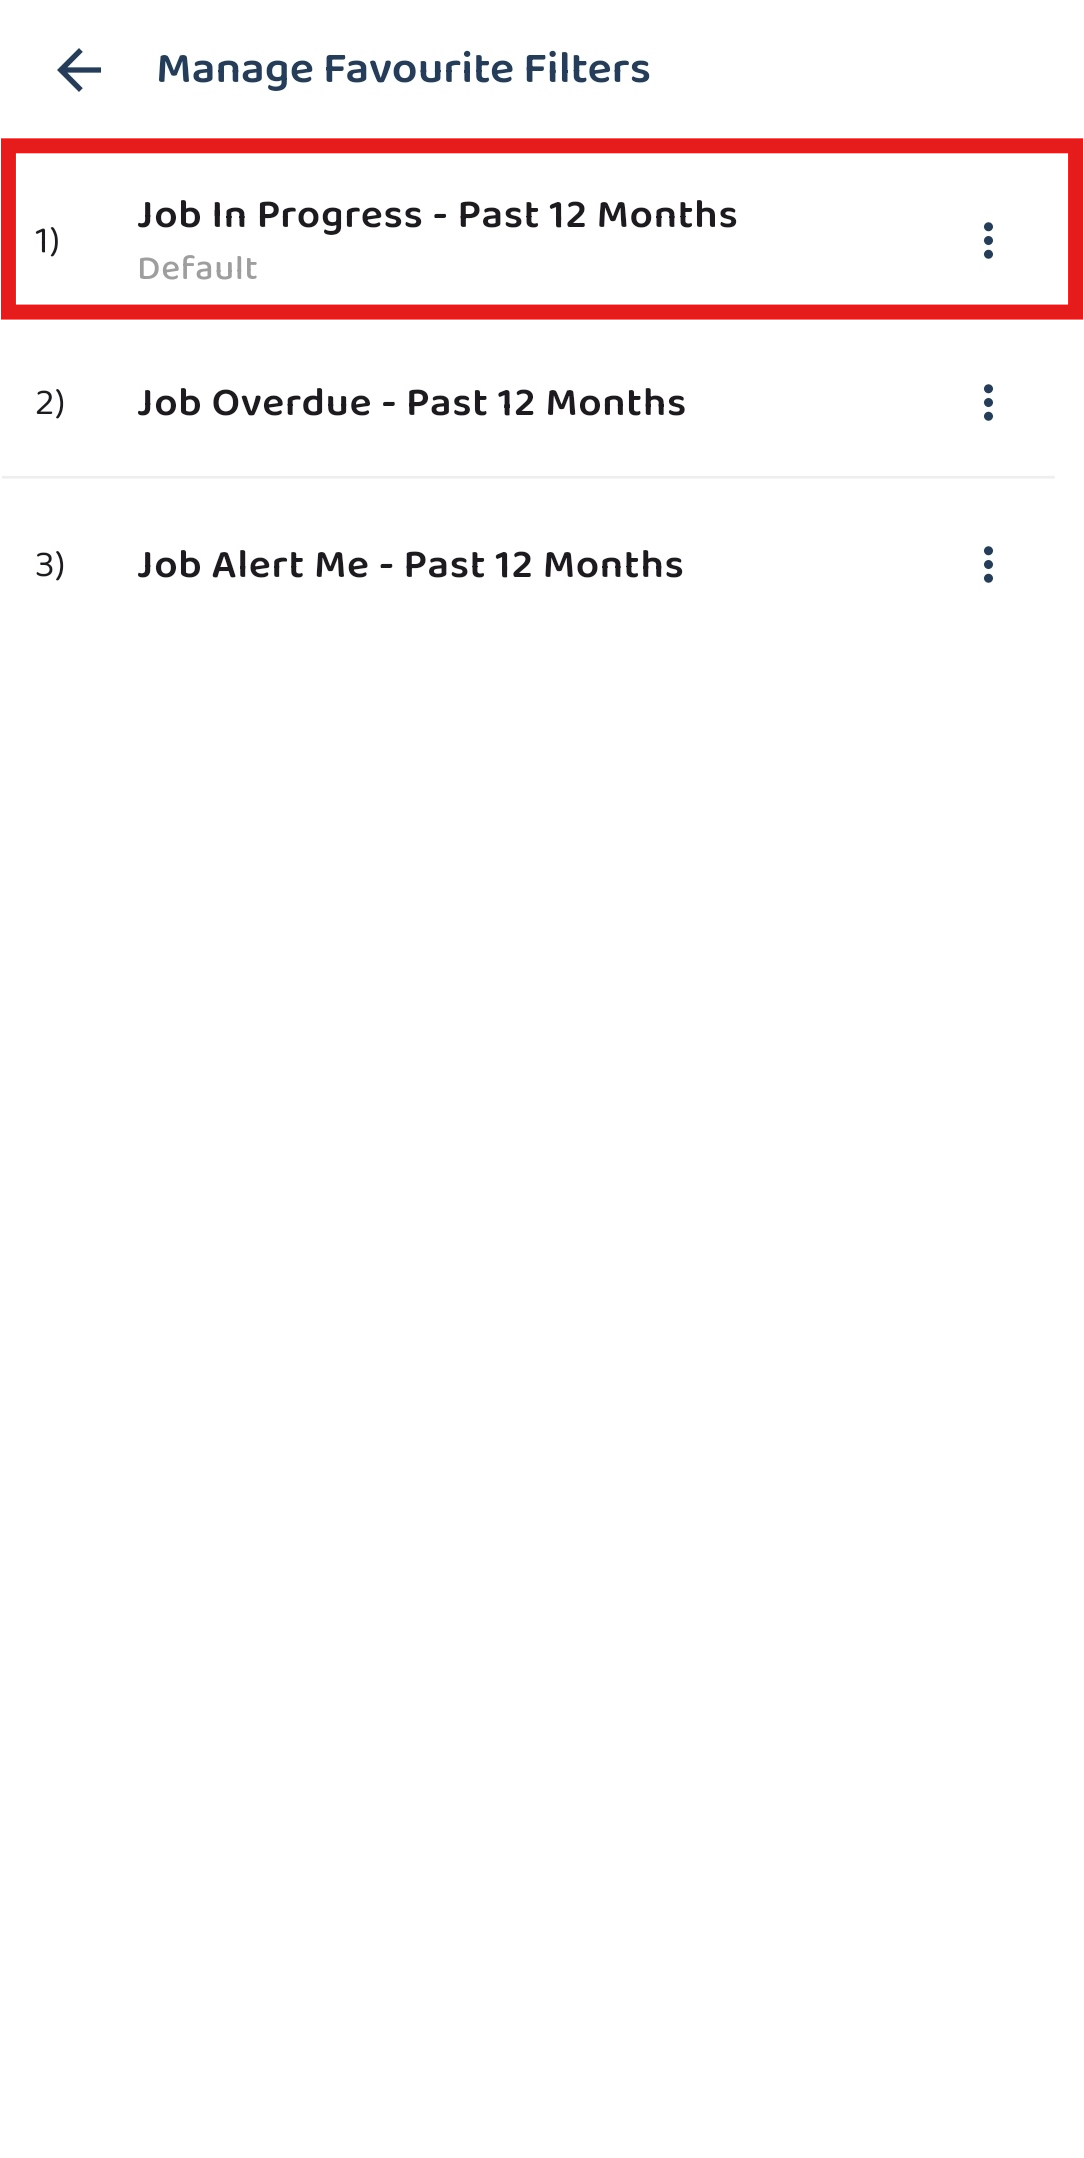 Manage Favourite Filters
1)
Job In Progress - Past 12 Months
Default
2)
Job Overdue - Past 12 Months
3)
Job Alert Me - Past 12 Months